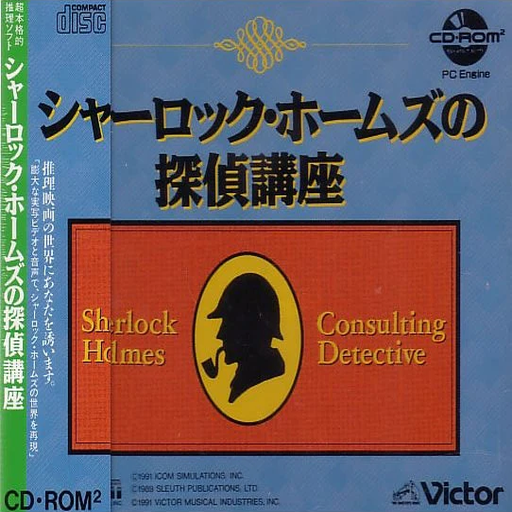 超本格的
推理ソフト
シャーロック・ホームズの探偵講座
CD・ROM²
COMPACT
disc
推理映画の世界にあなたを誘います。
「膨大な実写ビデオと音声で、シャーロック・ホームズの世界を再現」
CD-ROM²
PC Engine
シャーロック・ホームズの
探偵講座
Sherlock
Holmes
Consulting
Detective
©1991 ICOM SIMULATIONS, INC.
©1989 SLEUTH PUBLICATIONS, LTD.
©1991 VICTOR MUSICAL INDUSTRIES, INC.
Victor